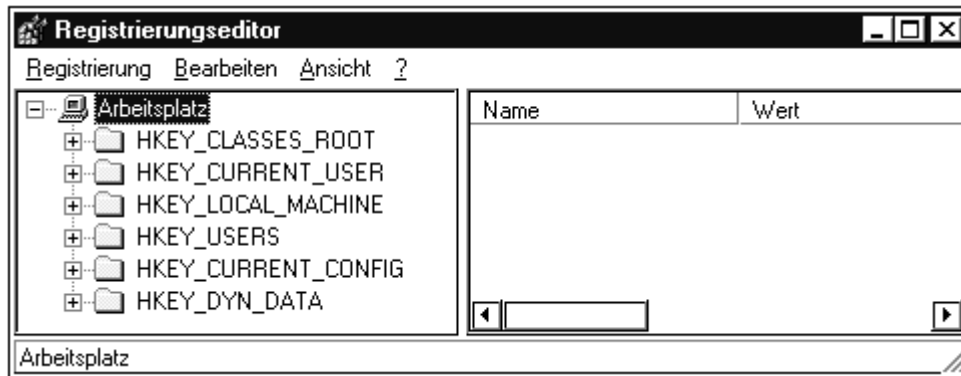 Registrierungseditor
Registrierung Bearbeiten Ansicht ?
Arbeitsplatz
Name Wert
HKEY_CLASSES_ROOT
HKEY_CURRENT_USER
HKEY_LOCAL_MACHINE
HKEY_USERS
HKEY_CURRENT_CONFIG
HKEY_DYN_DATA
Arbeitsplatz